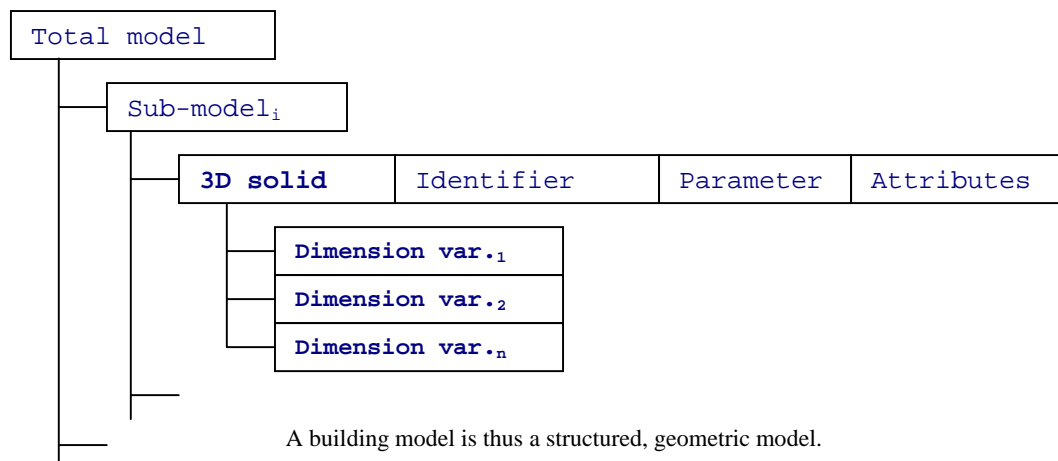 Total model
Sub-modelᵢ
3D solid Identifier Parameter Attributes
Dimension var.₁
Dimension var.₂
Dimension var.ₙ
A building model is thus a structured, geometric model.